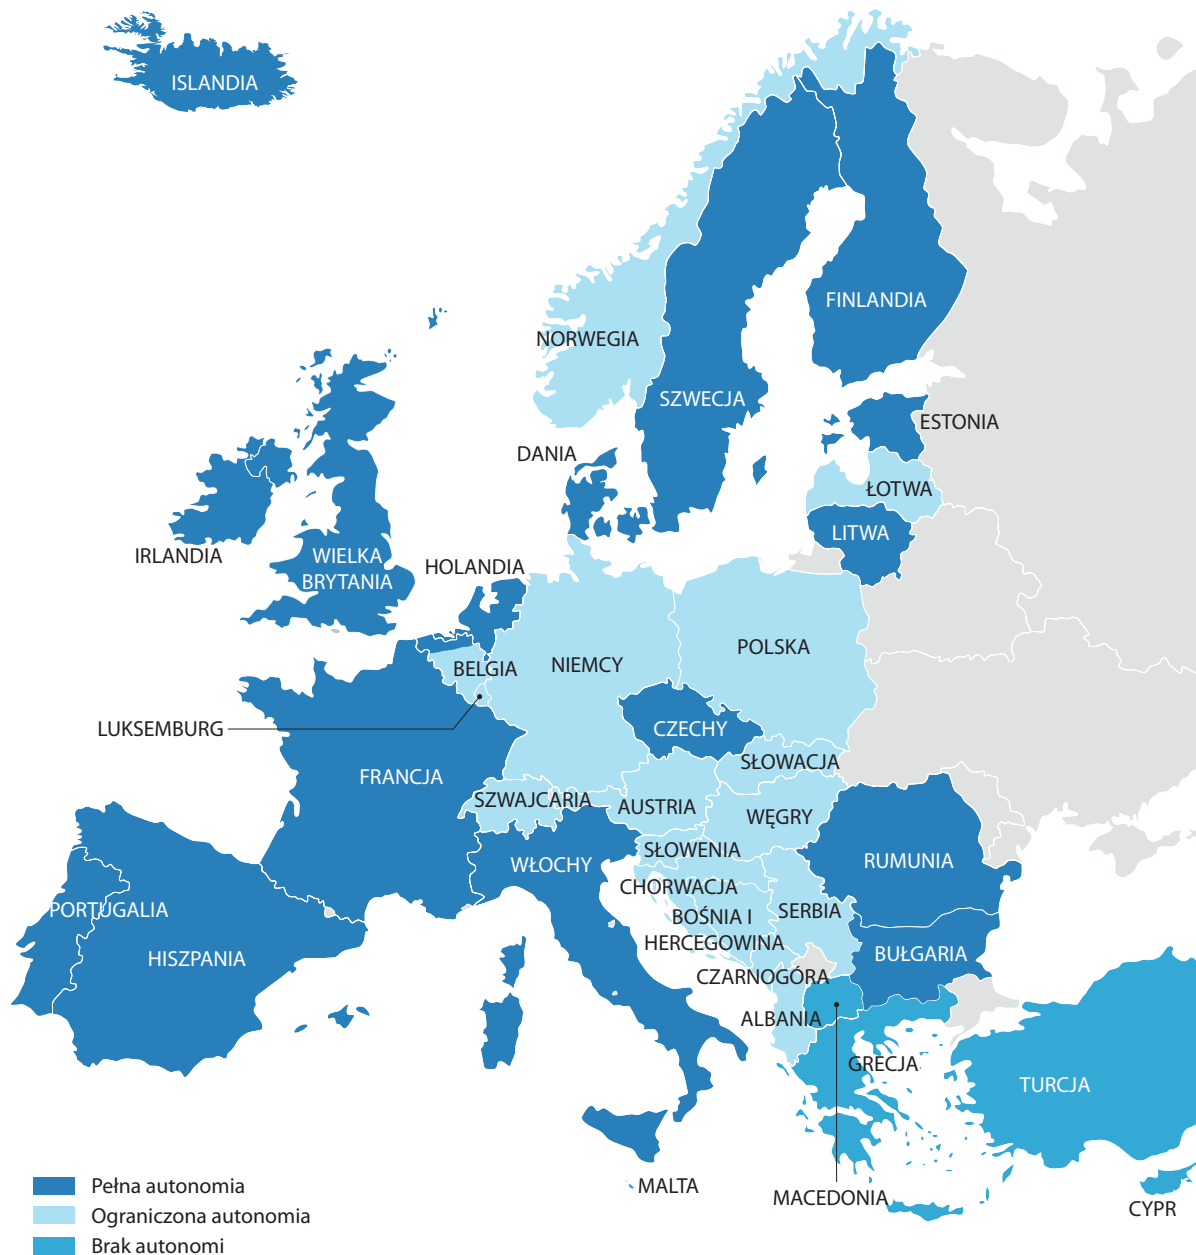 ISLANDIA
FINLANDIA
NORWEGIA
SZWECJA
ESTONIA
DANIA
ŁOTWA
LITWA
IRLANDIA
WIELKA
BRYTANIA
HOLANDIA
POLSKA
BELGIA
NIEMCY
LUKSEMBURG
CZECHY
SŁOWACJA
FRANCJA
SZWAJCARIA
AUSTRIA
WĘGRY
SŁOWENIA
WŁOCHY
RUMUNIA
CHORWACJA
PORTUGALIA
BOŚNIA I
HERCEGOWINA
SERBIA
HISZPANIA
BUŁGARIA
CZARNOGÓRA
ALBANIA
GRECJA
TURCJA
MALTA
MACEDONIA
CYPR
Pełna autonomia
Ograniczona autonomia
Brak autonomi